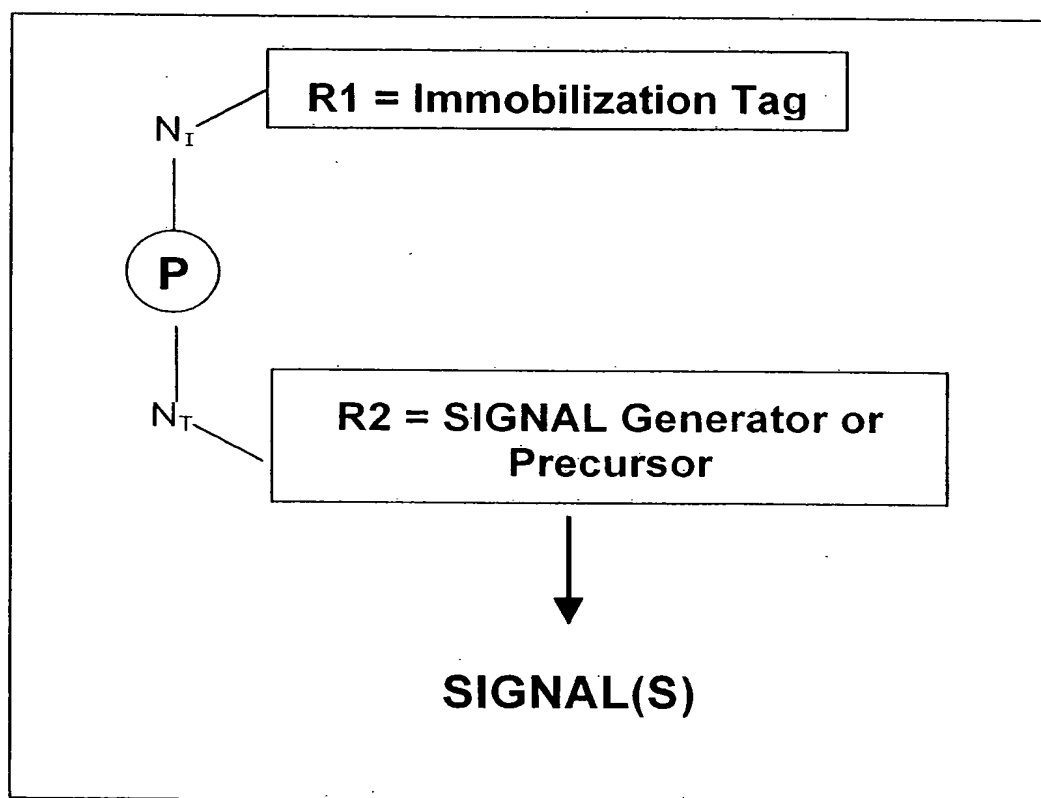 R1 = Immobilization Tag
N_I
P
N_T
R2 = SIGNAL Generator or
Precursor
SIGNAL(S)